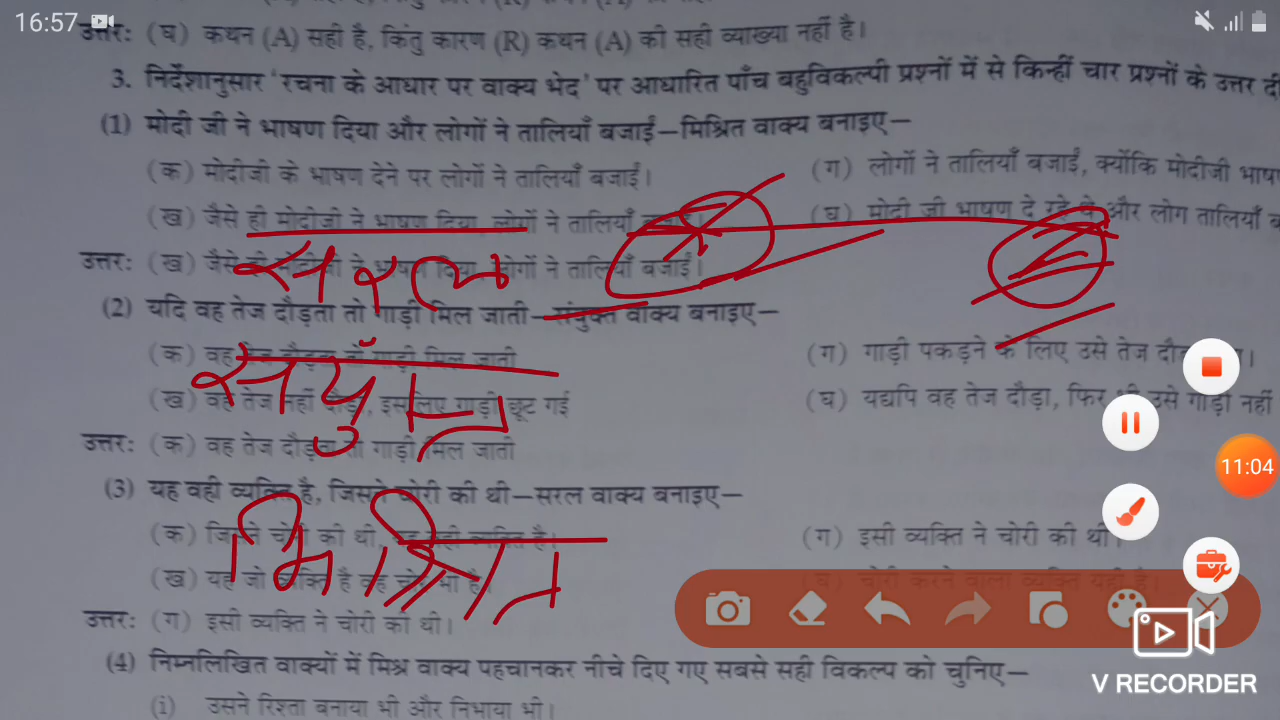 16:57
उत्तरः (घ) कथन (A) सही है, किंतु कारण (R) कथन (A) की सही व्याख्या नहीं है।
3. निर्देशानुसार 'रचना के आधार पर वाक्य भेद' पर आधारित पाँच बहुविकल्पी प्रश्नों में से किन्हीं चार प्रश्नों के उत्तर
(1) मोदी जी ने भाषण दिया और लोगों ने तालियाँ बजाईं—मिश्रित वाक्य बनाइए—
(क) मोदीजी के भाषण देने पर लोगों ने तालियाँ बजाईं।
(ग) लोगों ने तालियाँ बजाईं, क्योंकि मोदीजी
(ख) जैसे ही मोदीजी ने भाषण दिया, लोगों ने तालियाँ बजाईं।
(घ) मोदी जी भाषण दे रहे थे और लोग तालियाँ
उत्तरः (ख) जैसे ही मोदीजी ने भाषण दिया, लोगों ने तालियाँ बजाईं।
सरल
(2) यदि वह तेज दौड़ता तो गाड़ी मिल जाती—संयुक्त वाक्य बनाइए—
(क) वह तेज दौड़ता तो गाड़ी मिल जाती
(ग) गाड़ी पकड़ने के लिए उसे तेज
संयुक्त
(ख) वह तेज नहीं दौड़ा, इसलिए गाड़ी छूट गई
(घ) यद्यपि वह तेज दौड़ा, फिर भी उसे गाड़ी नहीं
उत्तरः (क) वह तेज दौड़ता तो गाड़ी मिल जाती
11:04
(3) यह वही व्यक्ति है, जिसने चोरी की थी—सरल वाक्य बनाइए—
(क) जिसने चोरी की थी, यह वही व्यक्ति है।
(ग) इसी व्यक्ति ने चोरी की थी।
मिश्रित
(ख) यह जो व्यक्ति है वह चोर भी है।
(घ) चोरी करने वाला व्यक्ति यही है।
उत्तरः (ग) इसी व्यक्ति ने चोरी की थी।
(4) निम्नलिखित वाक्यों में मिश्र वाक्य पहचानकर नीचे दिए गए सबसे सही विकल्प को चुनिए—
(i) उसने रिश्ता बनाया भी और निभाया भी।
V RECORDER